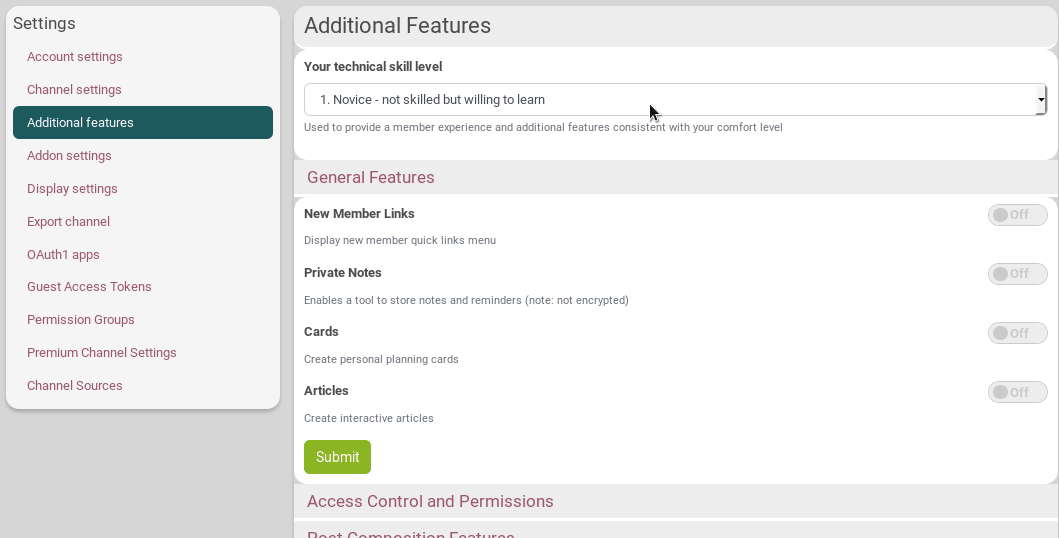 Settings
Account settings
Channel settings
Additional features
Addon settings
Display settings
Export channel
OAuth1 apps
Guest Access Tokens
Permission Groups
Premium Channel Settings
Channel Sources
Additional Features
Your technical skill level
1. Novice - not skilled but willing to learn
Used to provide a member experience and additional features consistent with your comfort level
General Features
New Member Links
Off
Display new member quick links menu
Private Notes
Off
Enables a tool to store notes and reminders (note: not encrypted)
Cards
Off
Create personal planning cards
Articles
Off
Create interactive articles
Submit
Access Control and Permissions
Post Composition Features